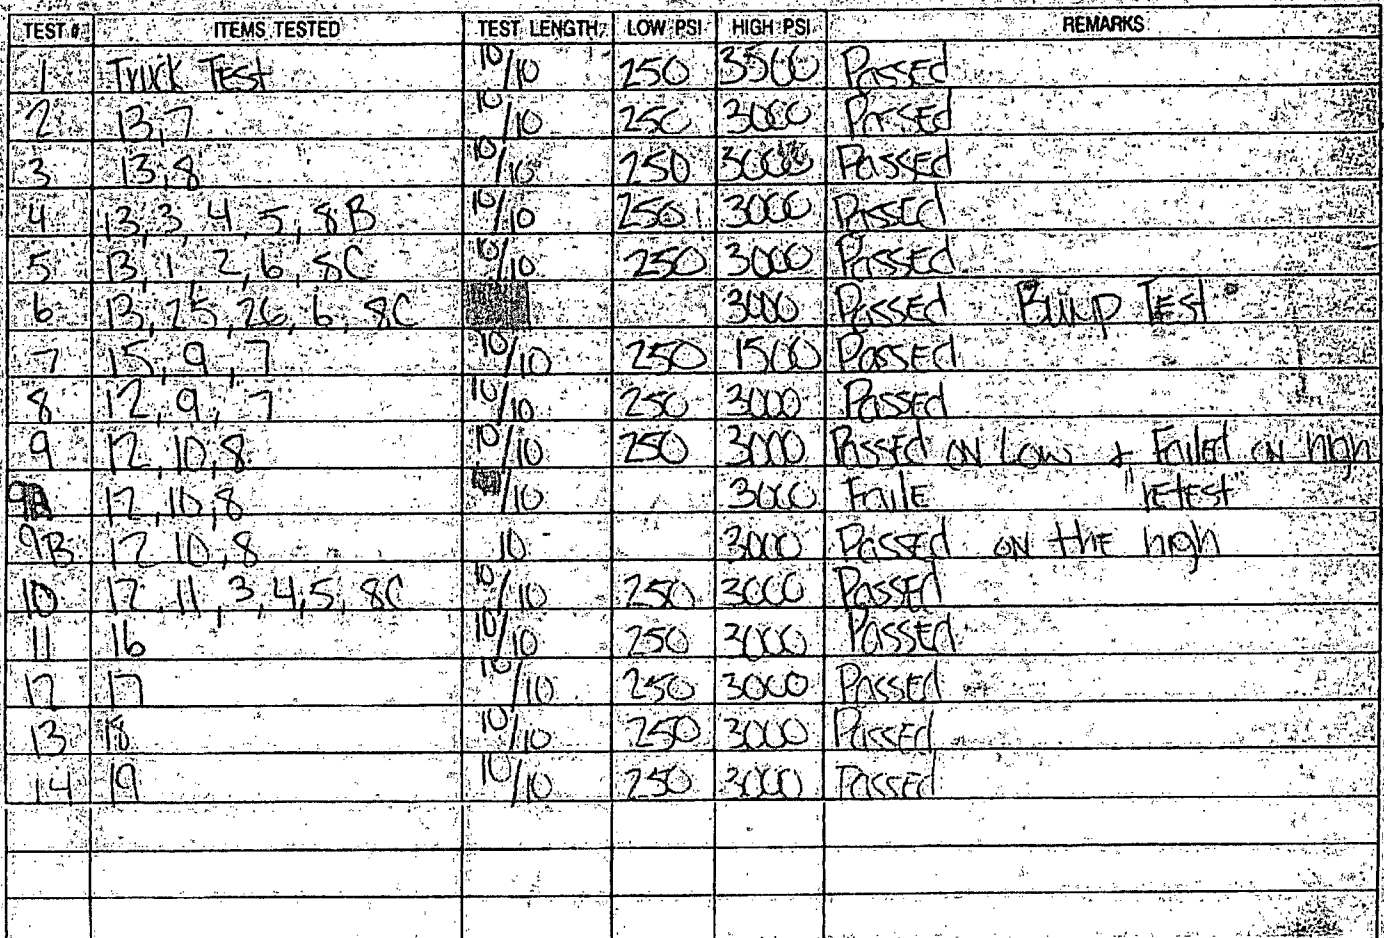 TEST # ITEMS TESTED TEST LENGTH LOW PSI HIGH PSI REMARKS
1 Truck Test 10/10 250 3500 Passed
2 13,7 10/10 250 3000 Passed
3 13,8 10/10 250 3000 Passed
4 13,3,4,5,8B 10/10 250 3000 Passed
5 13,1,2,6,8C 10/10 250 3000 Passed
6 13,25,26,6,8C 3000 Passed Bump Test
7 15,9,7 10/10 250 1500 Passed
8 12,9,7 10/10 250 3000 Passed
9 12,10,8 10/10 250 3000 Passed on Low + Failed on high
9A 12,10,8 /10 3000 Faile "retest"
9B 12,10,8 10 3000 Passed on the high
10 12,11,3,4,5,8C 10/10 250 3000 Passed
11 16 10/10 250 3000 Passed
12 17 10/10 250 3000 Passed
13 18 10/10 250 3000 Passed
14 19 10/10 250 3000 Passed